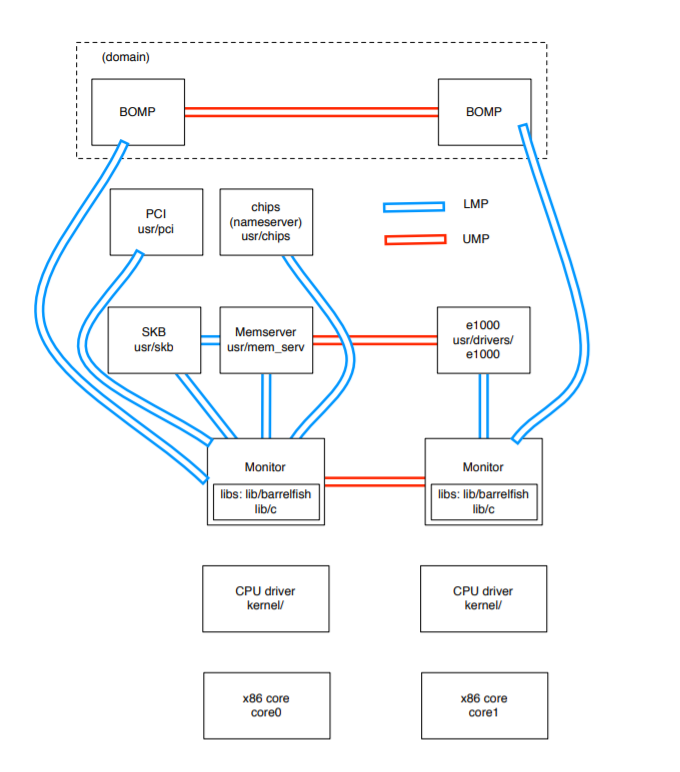 (domain)
BOMP
BOMP
PCI
usr/pci
chips
(nameserver)
usr/chips
LMP
UMP
SKB
usr/skb
Memserver
usr/mem_serv
e1000
usr/drivers/
e1000
Monitor
libs: lib/barrelfish
lib/c
Monitor
libs: lib/barrelfish
lib/c
CPU driver
kernel/
CPU driver
kernel/
x86 core
core0
x86 core
core1